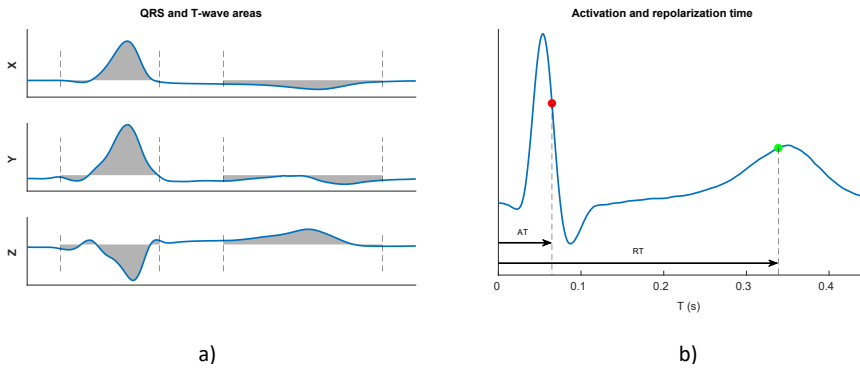 QRS and T-wave areas
X
Y
Z
a)
Activation and repolarization time
AT
RT
0
0.1
0.2
0.3
0.4
T (s)
b)